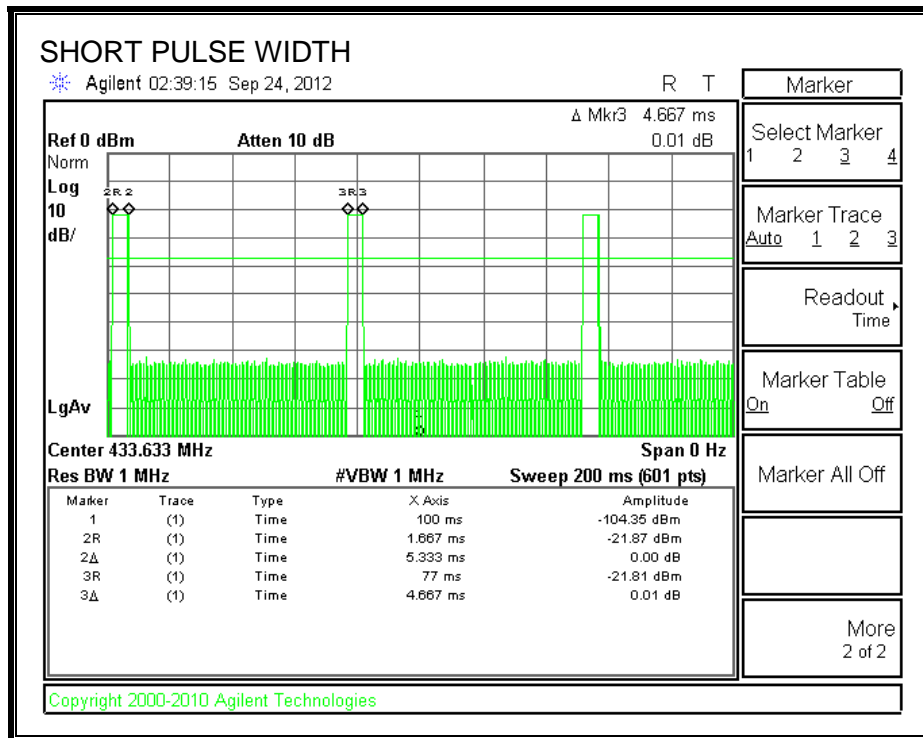 SHORT PULSE WIDTH
Agilent 02:39:15 Sep 24, 2012 R T
Δ Mkr3 4.667 ms
Ref 0 dBm Atten 10 dB 0.01 dB
Norm
Log
10
dB/
2R 2 3R 3
1
LgAv
Center 433.633 MHz Span 0 Hz
Res BW 1 MHz #VBW 1 MHz Sweep 200 ms (601 pts)
Marker Trace Type X Axis Amplitude
1 (1) Time 100 ms -104.35 dBm
2R (1) Time 1.667 ms -21.87 dBm
2Δ (1) Time 5.333 ms 0.00 dB
3R (1) Time 77 ms -21.81 dBm
3Δ (1) Time 4.667 ms 0.01 dB
Marker
Select Marker
1 2 3 4
Marker Trace
Auto 1 2 3
Readout
Time
Marker Table
On Off
Marker All Off
More
2 of 2
Copyright 2000-2010 Agilent Technologies